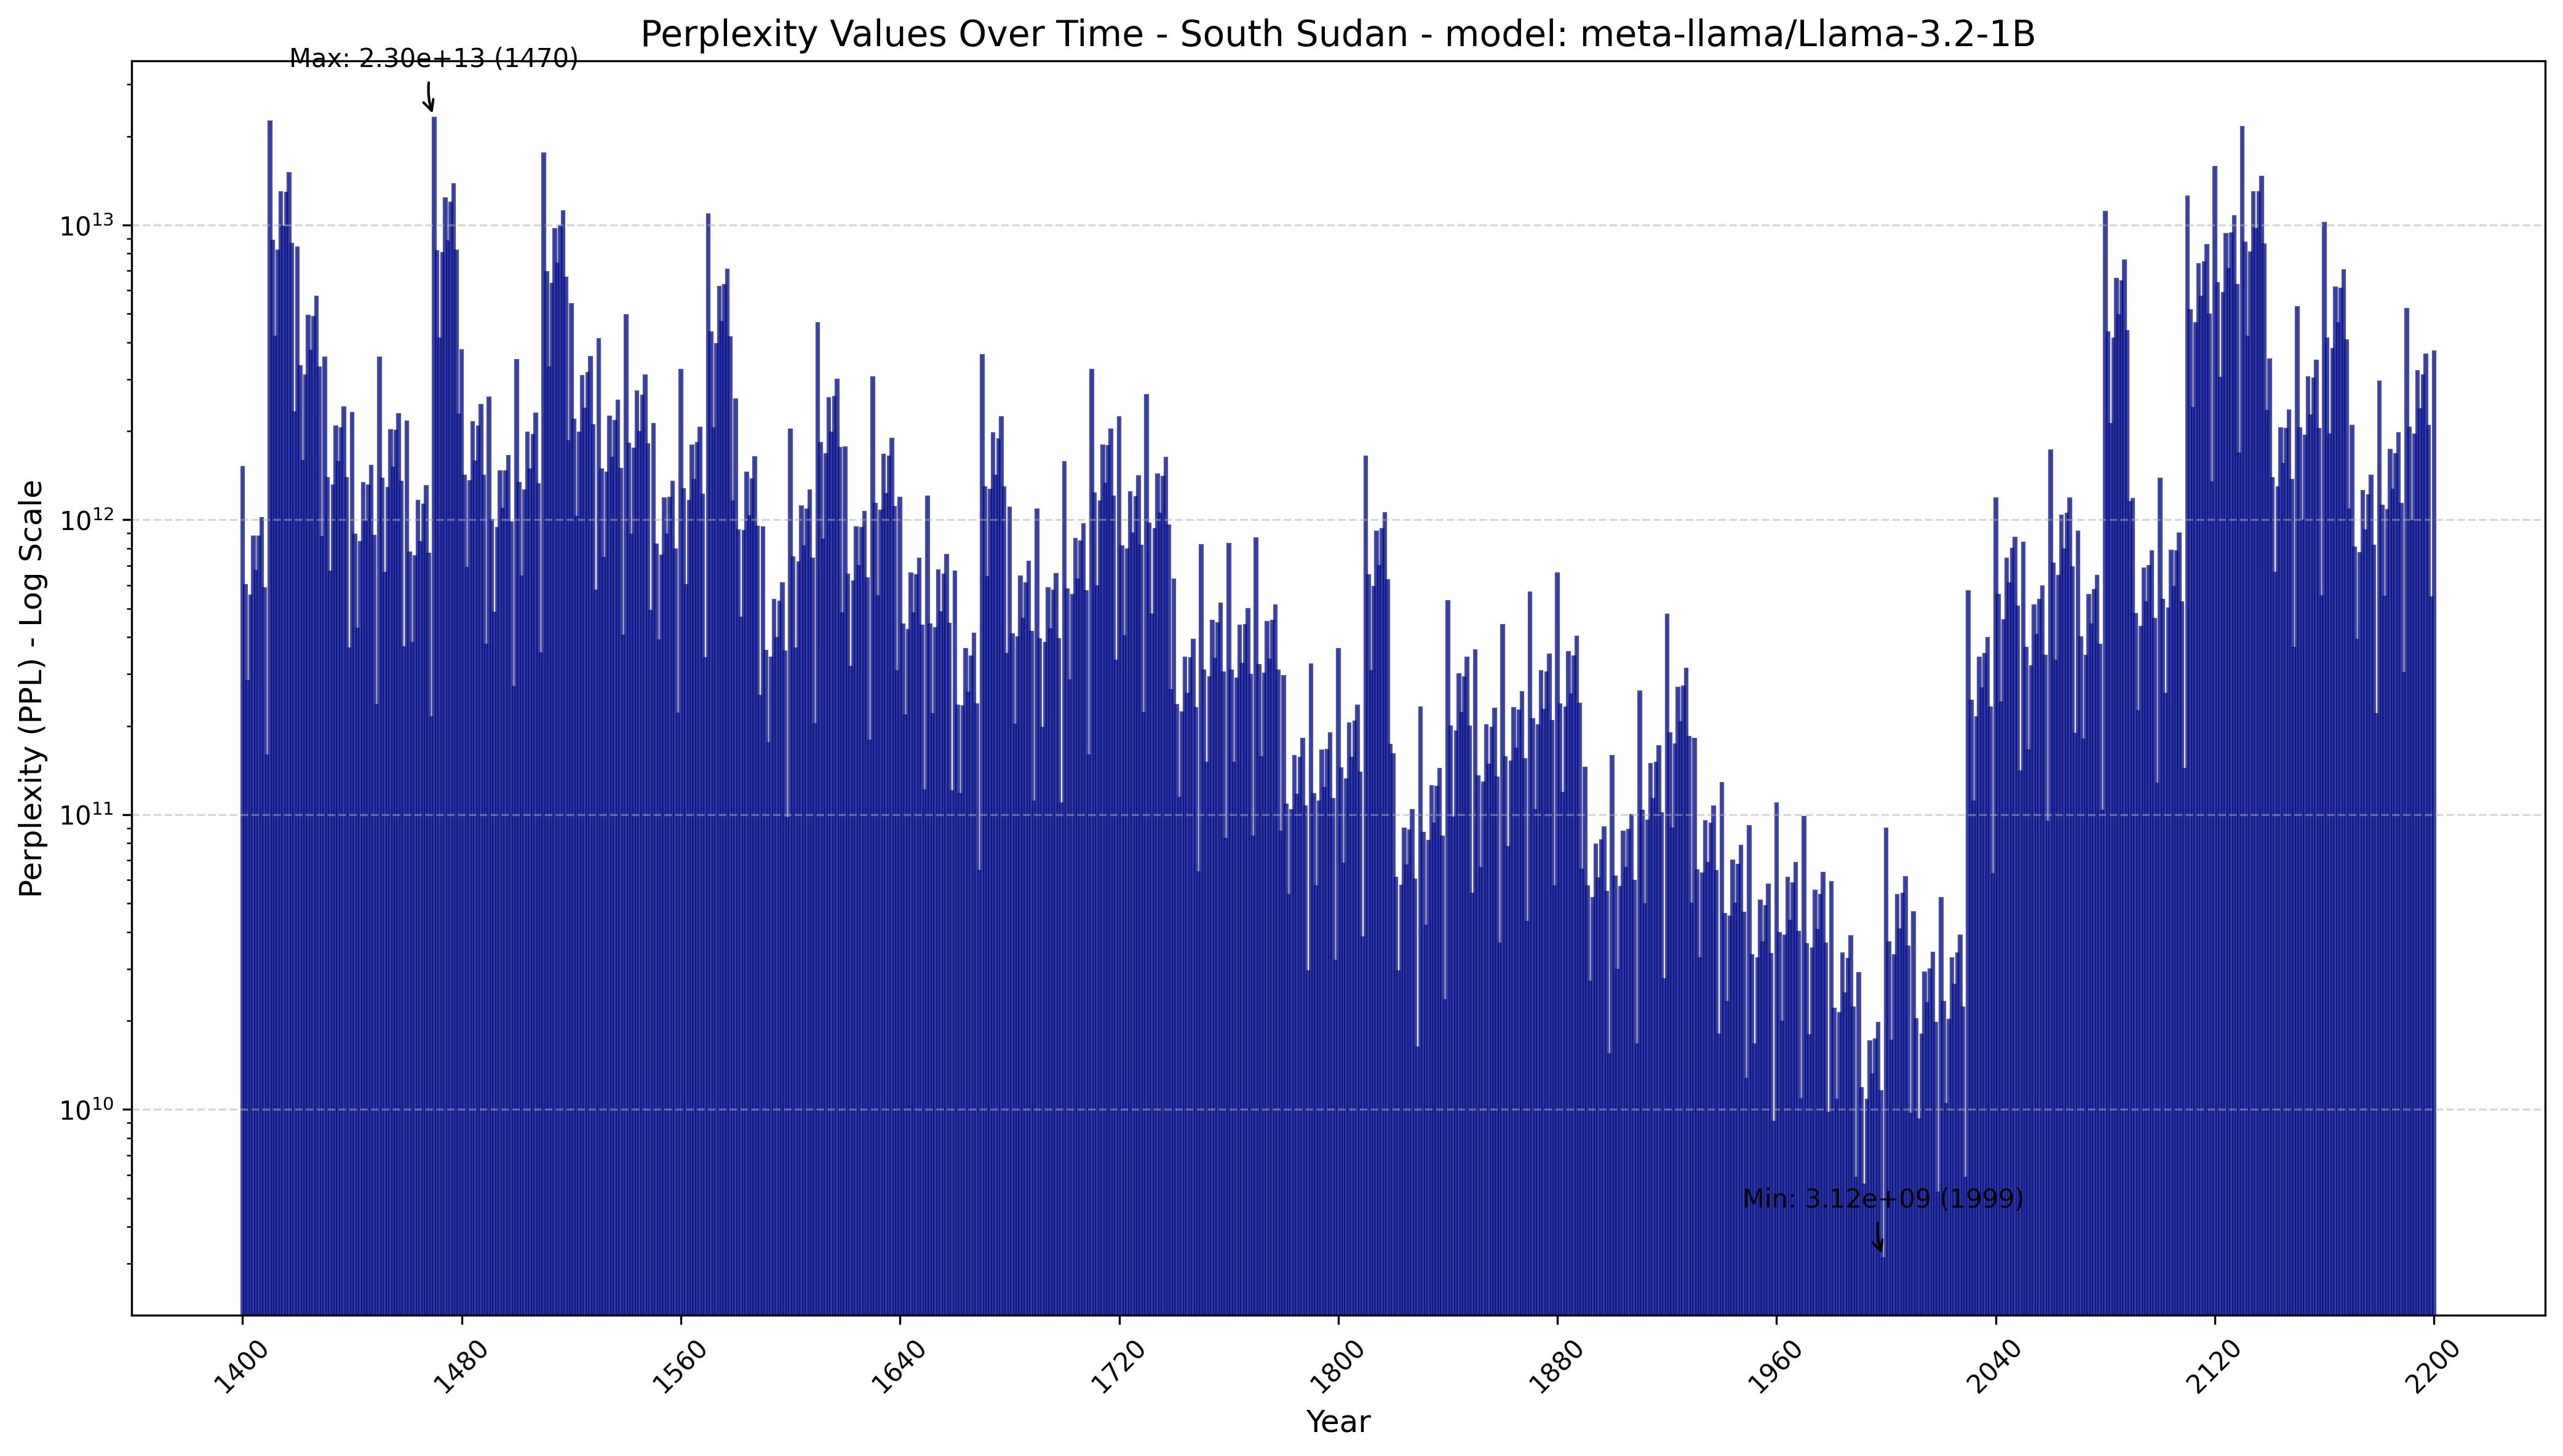 Perplexity Values Over Time - South Sudan - model: meta-llama/Llama-3.2-1B
Max: 2.30e+13 (1470)
Perplexity (PPL) - Log Scale
10¹³
10¹²
10¹¹
10¹⁰
Min: 3.12e+09 (1999)
1400 1480 1560 1640 1720 1800 1880 1960 2040 2120 2200
Year